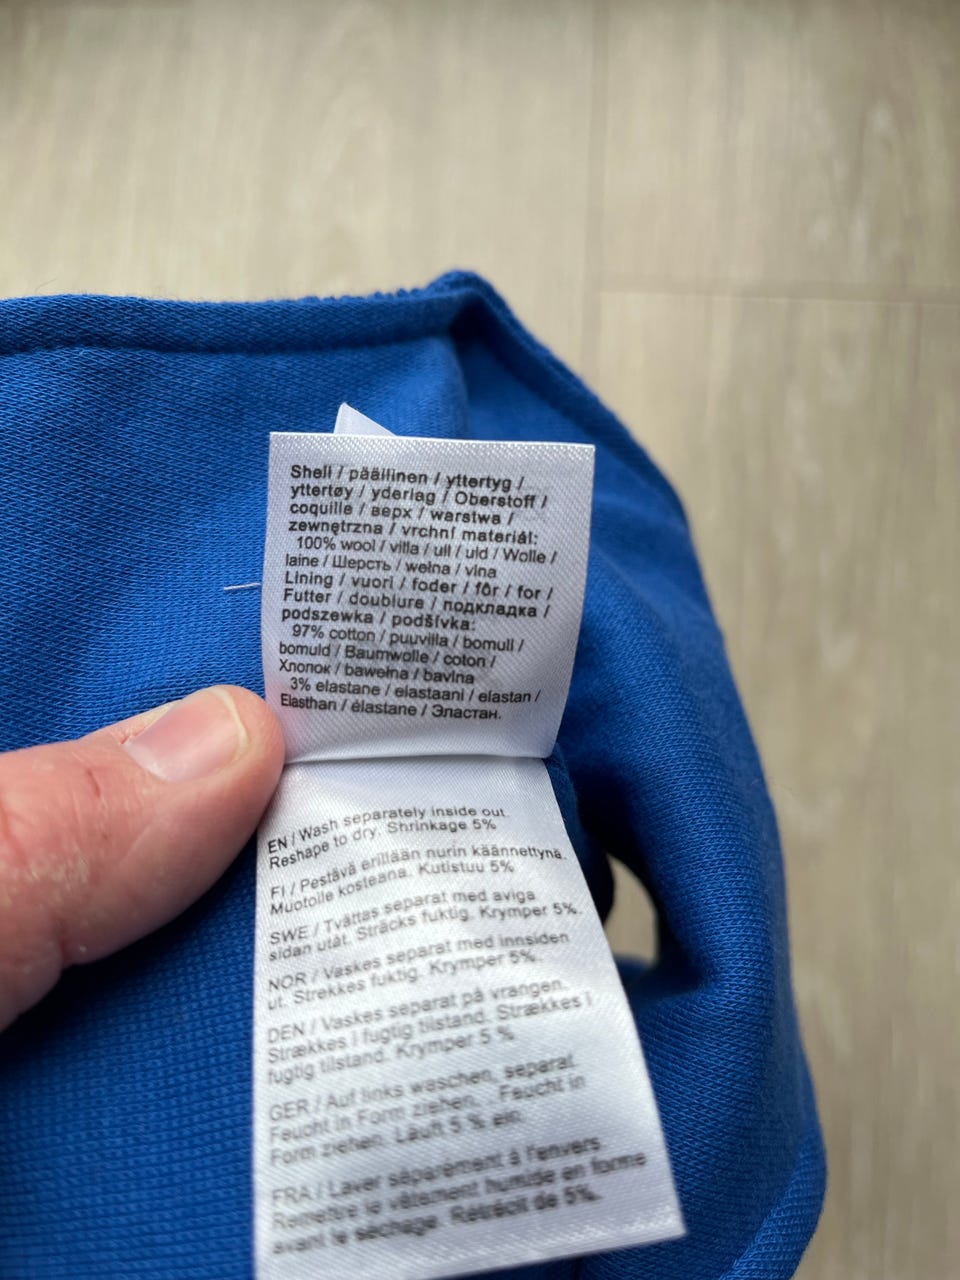 Shell / päällinen / yttertyg /
yttertøy / yderlag / Oberstoff /
coquille / верх / warstwa /
zewnętrzna / vrchní materiál:
100% wool / villa / ull / uld / Wolle /
laine / Шерсть / wełna / vlna
Lining / vuori / foder / fôr / for /
Futter / doublure / подкладка /
podszewka / podšívka:
97% cotton / puuvilla / bomull /
bomuld / Baumwolle / coton /
Хлопок / bawełna / bavlna
3% elastane / elastaani / elastan /
Elasthan / élastane / Эластан.
EN / Wash separately inside out.
Reshape to dry. Shrinkage 5%
FI / Pestävä erillään nurin käännettynä.
Muotoile kosteana. Kutistuu 5%
SWE / Tvättas separat med aviga
sidan utåt. Sträcks fuktig. Krymper 5%.
NOR / Vaskes separat med innsiden
ut. Strekkes fuktig. Krymper 5%.
DEN / Vaskes separat på vrangen.
Strækkes i fugtig tilstand. Strækkes i
fugtig tilstand. Krymper 5 %
GER / Auf links waschen, separat.
Feucht in Form ziehen. Feucht in
Form ziehen. Läuft 5 % ein.
FRA / Laver séparément à l'envers
Remettre le vêtement humide en forme
avant le séchage. Rétrécit de 5%.